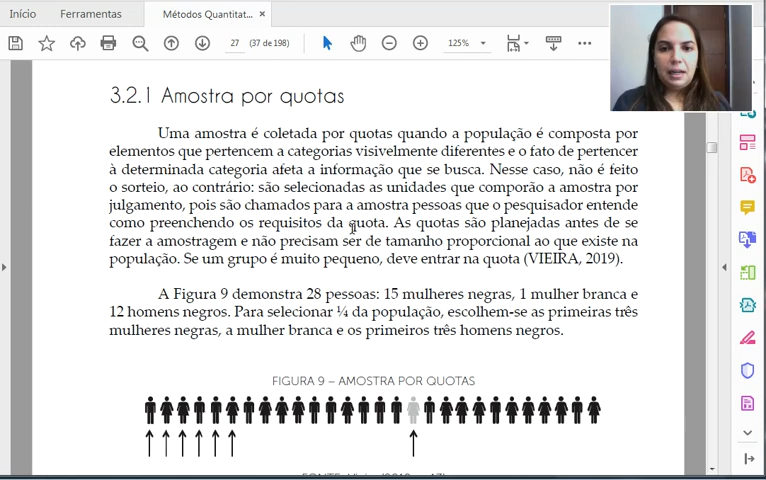 Início
Ferramentas
Métodos Quantitat...
27
(37 de 198)
125%
3.2.1 Amostra por quotas
Uma amostra é coletada por quotas quando a população é composta por
elementos que pertencem a categorias visivelmente diferentes e o fato de pertencer
à determinada categoria afeta a informação que se busca. Nesse caso, não é feito
o sorteio, ao contrário: são selecionadas as unidades que comporão a amostra por
julgamento, pois são chamados para a amostra pessoas que o pesquisador entende
como preenchendo os requisitos da quota. As quotas são planejadas antes de se
fazer a amostragem e não precisam ser de tamanho proporcional ao que existe na
população. Se um grupo é muito pequeno, deve entrar na quota (VIEIRA, 2019).
A Figura 9 demonstra 28 pessoas: 15 mulheres negras, 1 mulher branca e
12 homens negros. Para selecionar ¼ da população, escolhem-se as primeiras três
mulheres negras, a mulher branca e os primeiros três homens negros.
FIGURA 9 – AMOSTRA POR QUOTAS